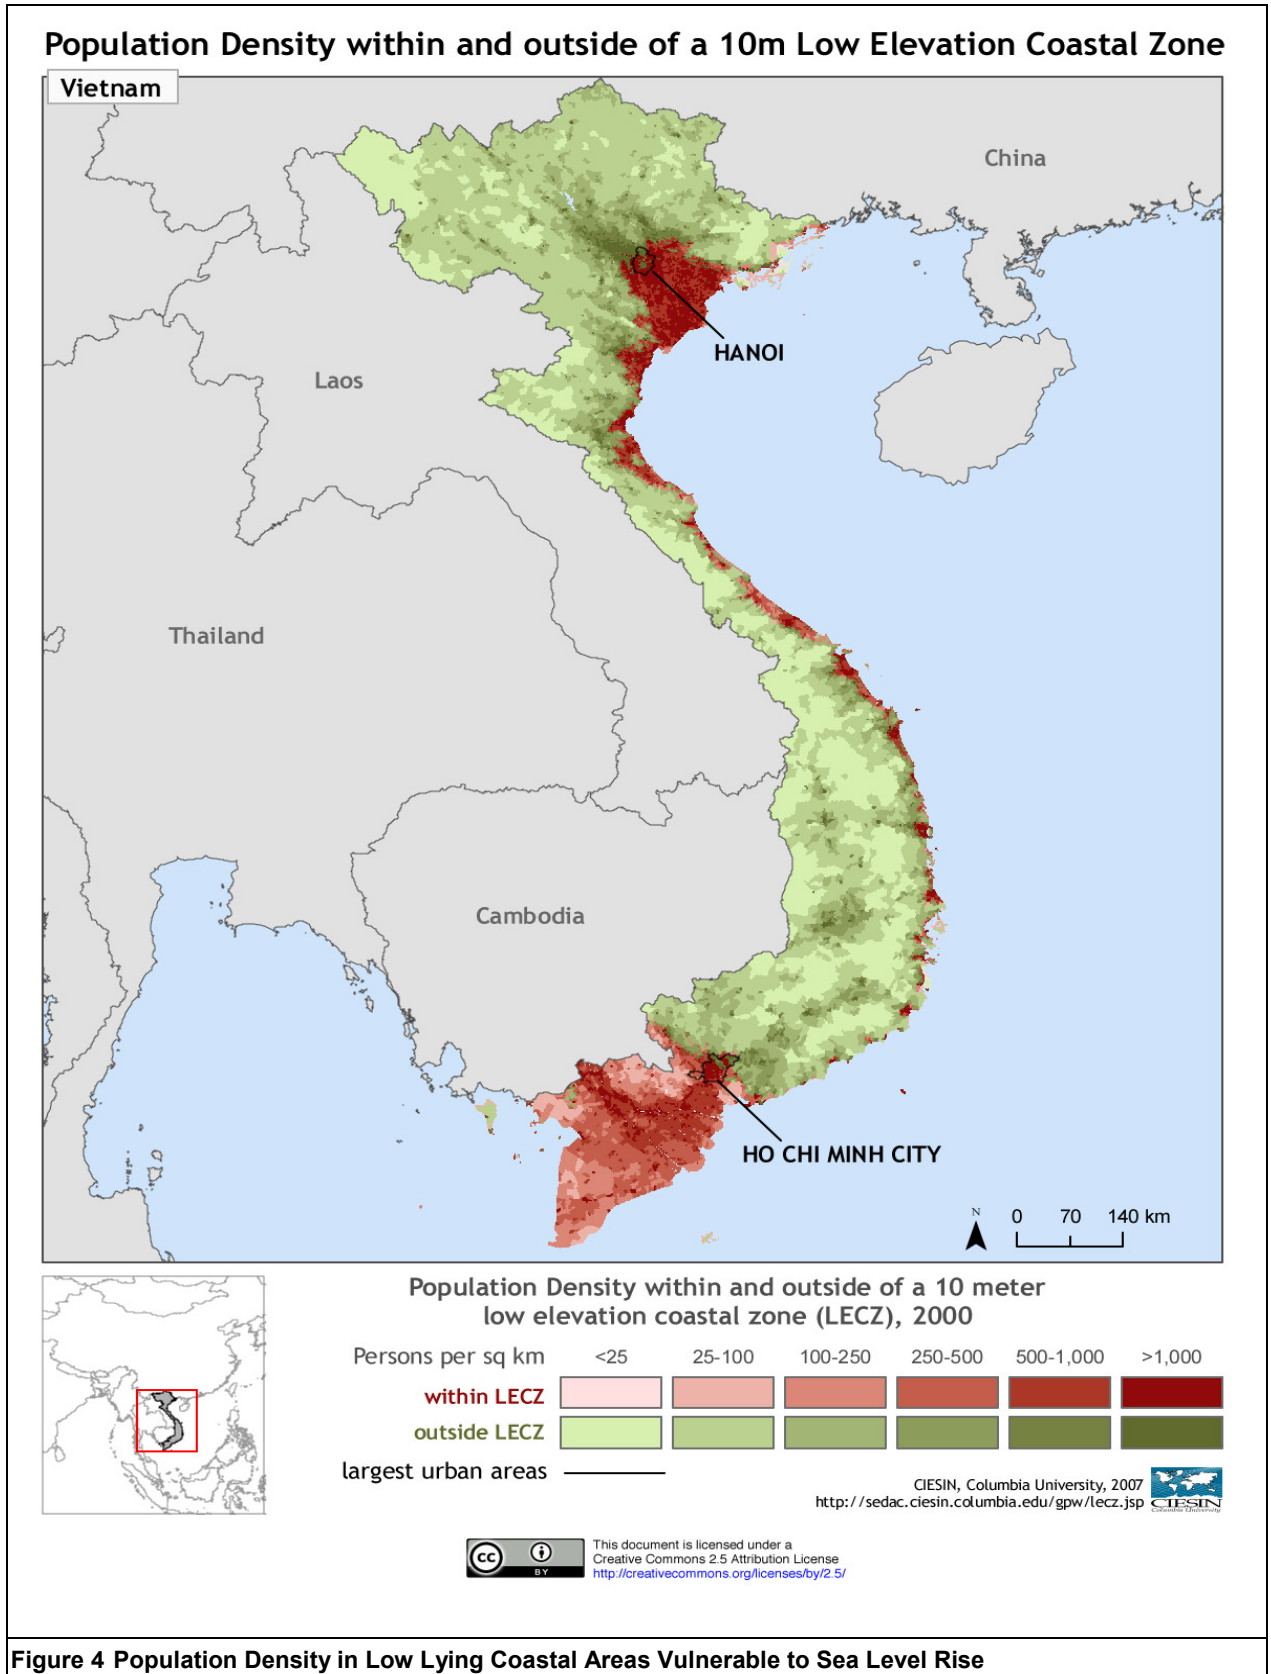 Population Density within and outside of a 10m Low Elevation Coastal Zone
Vietnam
China
HANOI
Laos
Thailand
Cambodia
HO CHI MINH CITY
N
0 70 140 km
Population Density within and outside of a 10 meter
low elevation coastal zone (LECZ), 2000
Persons per sq km <25 25-100 100-250 250-500 500-1,000 >1,000
within LECZ
outside LECZ
largest urban areas
CIESIN, Columbia University, 2007
http://sedac.ciesin.columbia.edu/gpw/lecz.jsp
CIESIN
Columbia University
cc BY
This document is licensed under a
Creative Commons 2.5 Attribution License
http://creativecommons.org/licenses/by/2.5/
Figure 4 Population Density in Low Lying Coastal Areas Vulnerable to Sea Level Rise